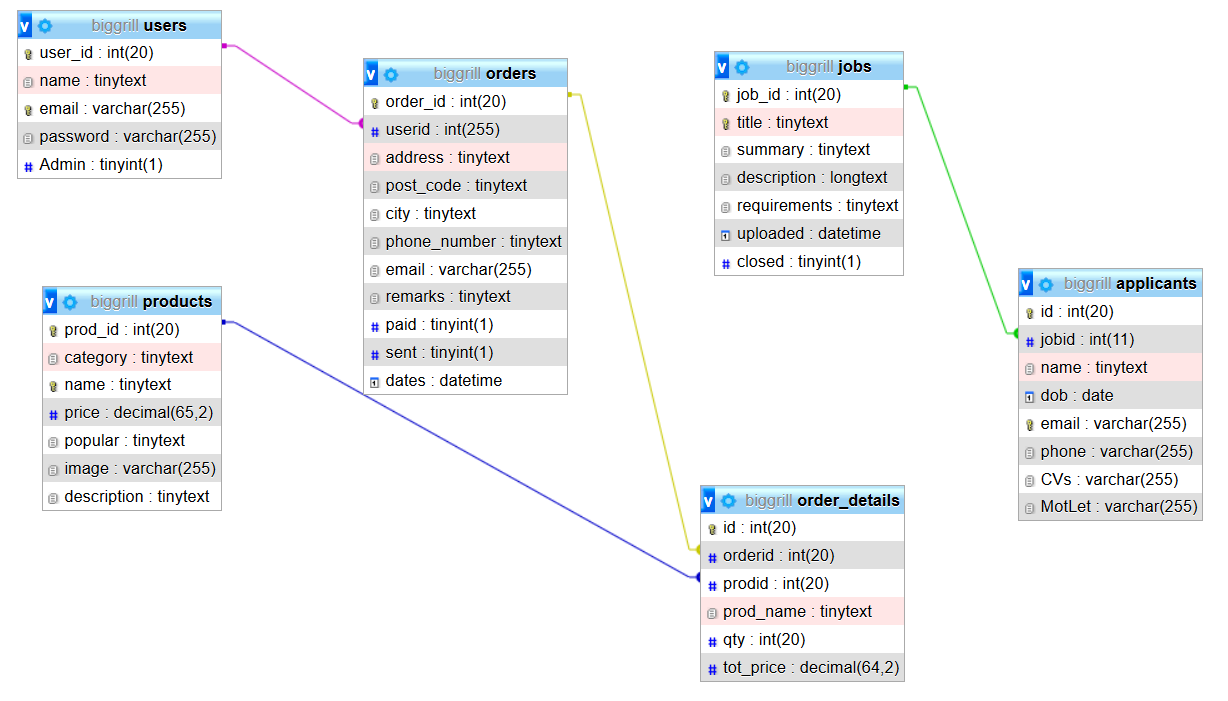 v biggrill users
user_id : int(20)
name : tinytext
email : varchar(255)
password : varchar(255)
# Admin : tinyint(1)
v biggrill orders
order_id : int(20)
# userid : int(255)
address : tinytext
post_code : tinytext
city : tinytext
phone_number : tinytext
email : varchar(255)
remarks : tinytext
# paid : tinyint(1)
# sent : tinyint(1)
dates : datetime
v biggrill jobs
job_id : int(20)
title : tinytext
summary : tinytext
description : longtext
requirements : tinytext
uploaded : datetime
# closed : tinyint(1)
v biggrill products
prod_id : int(20)
category : tinytext
name : tinytext
# price : decimal(65,2)
popular : tinytext
image : varchar(255)
description : tinytext
v biggrill applicants
id : int(20)
# jobid : int(11)
name : tinytext
dob : date
email : varchar(255)
phone : varchar(255)
CVs : varchar(255)
MotLet : varchar(255)
v biggrill order_details
id : int(20)
# orderid : int(20)
# prodid : int(20)
prod_name : tinytext
# qty : int(20)
# tot_price : decimal(64,2)